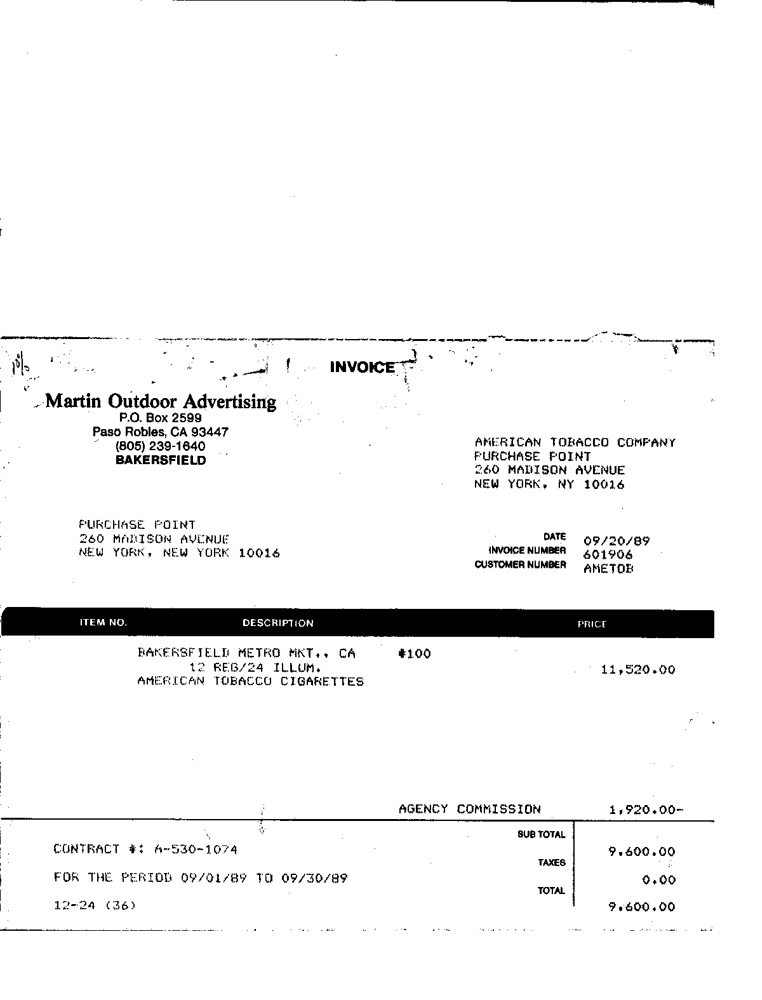 INVOICE
Martin Outdoor Advertising
P.O. Box 2599
Paso Robles, CA 93447
(805) 239-1640
BAKERSFIELD
AMERICAN TOBACCO COMPANY
PURCHASE POINT
260 MADISON AVENUE
NEW YORK, NY 10016
PURCHASE POINT
260 MADISON AVENUE
NEW YORK, NEW YORK 10016
DATE 09/20/89
INVOICE NUMBER 601906
CUSTOMER NUMBER AMETOB
ITEM NO. DESCRIPTION PRICE
BAKERSFIELD METRO MKT., CA #100
12 REG/24 ILLUM. 11,520.00
AMERICAN TOBACCO CIGARETTES
AGENCY COMMISSION 1,920.00-
SUB TOTAL 9,600.00
CONTRACT #: A-530-1074
TAXES 0.00
FOR THE PERIOD 09/01/89 TO 09/30/89
TOTAL 9,600.00
12-24 (36)